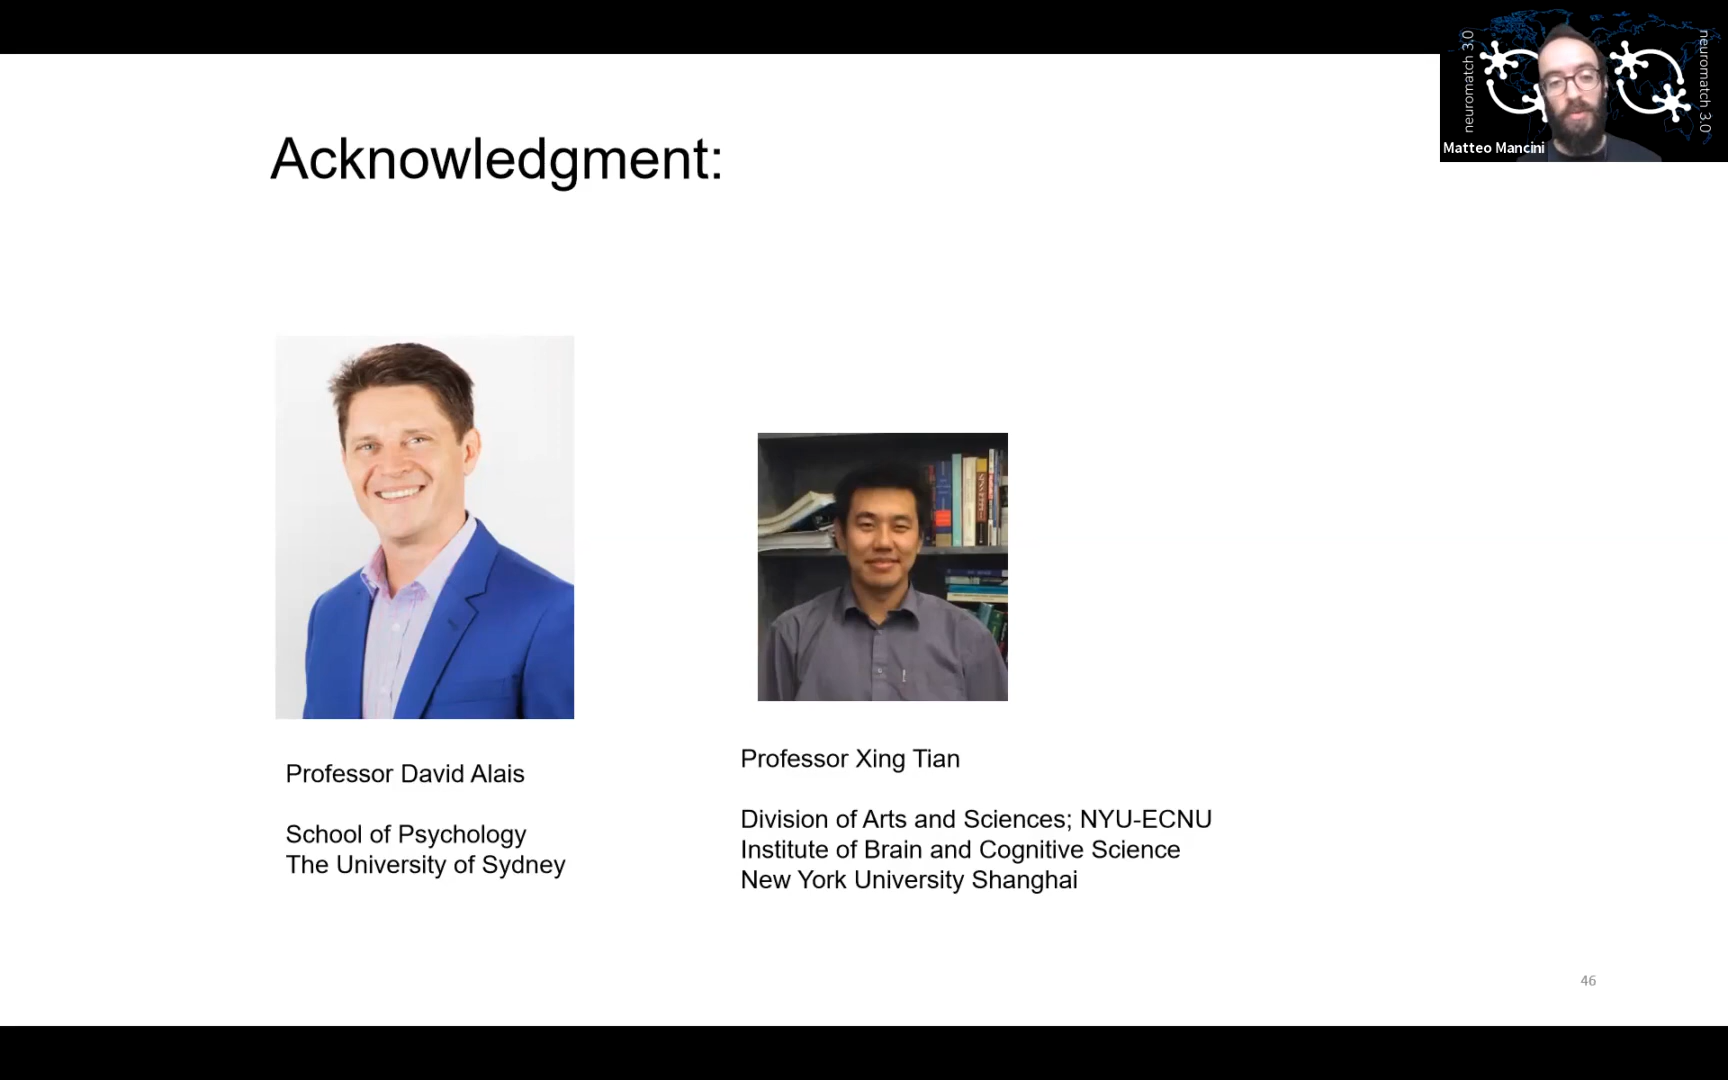 neuromatch 3.0
neuromatch 3.0
Matteo Mancini
Acknowledgment:
Professor David Alais
School of Psychology
The University of Sydney
Professor Xing Tian
Division of Arts and Sciences; NYU-ECNU
Institute of Brain and Cognitive Science
New York University Shanghai
46